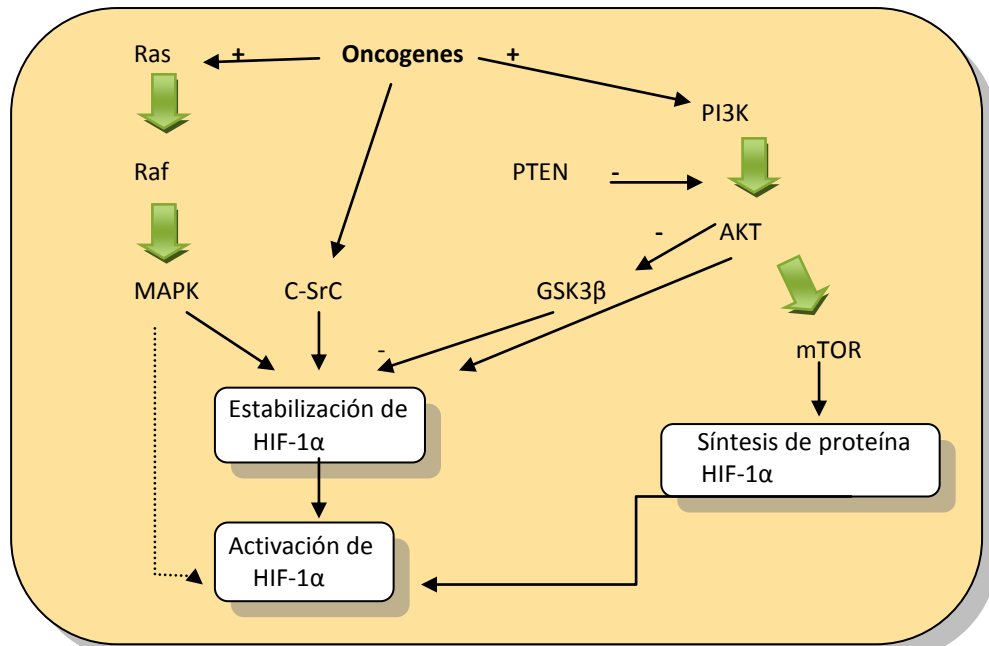 Ras + Oncogenes +
PI3K
Raf PTEN -
- AKT
MAPK C-SrC GSK3β
-
mTOR
Estabilización de
HIF-1α
Síntesis de proteína
HIF-1α
Activación de
HIF-1α